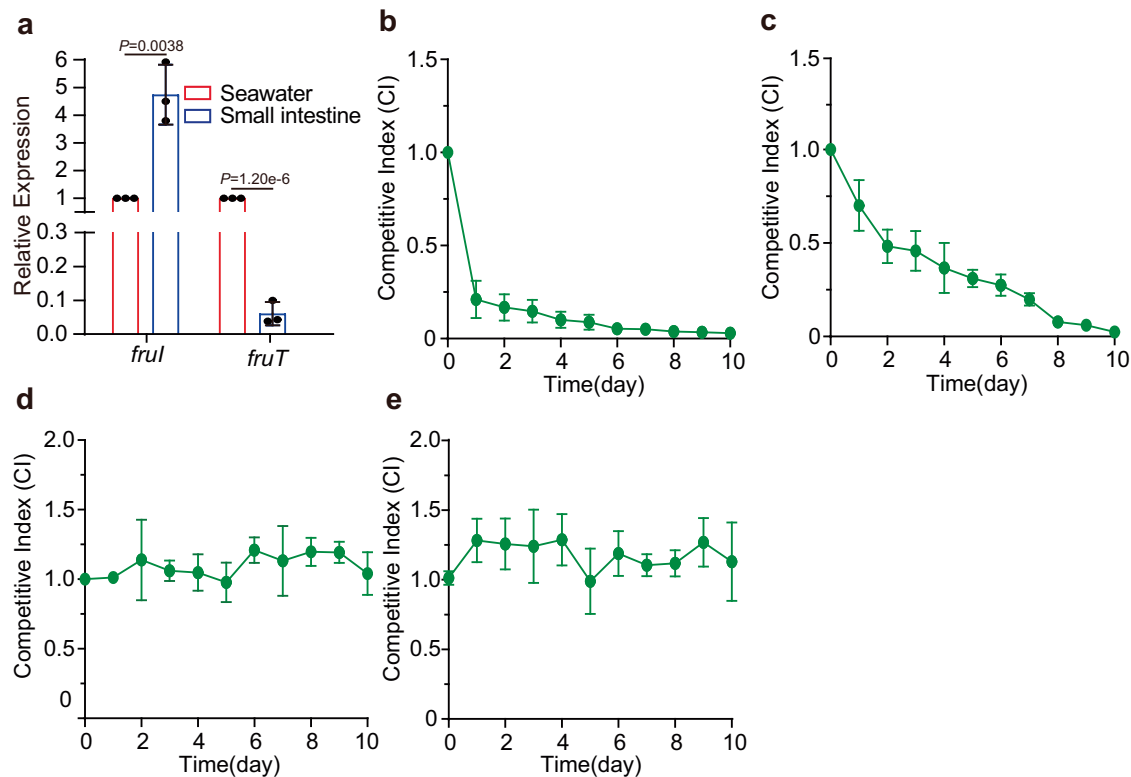 a
P=0.0038
6
5
4
3
2
1
0.3
0.2
0.1
0.0
Relative Expression
Seawater
Small intestine
P=1.20e-6
fruI
fruT
b
1.5
1.0
0.5
0
Competitive Index (CI)
0 2 4 6 8 10
Time(day)
c
1.5
1.0
0.5
0
Competitive Index (CI)
0 2 4 6 8 10
Time(day)
d
2.0
1.5
1.0
0.5
0
Competitive Index (CI)
0 2 4 6 8 10
Time(day)
e
2.0
1.5
1.0
0.5
0
Competitive Index (CI)
0 2 4 6 8 10
Time(day)